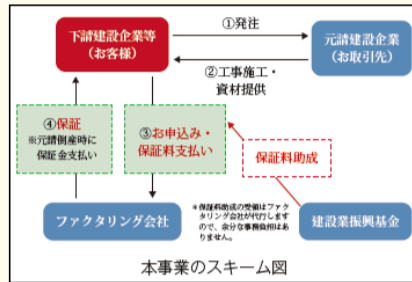 下請建設企業等
(お客様)
①発注
元請建設企業
(お取引先)
②工事施工・
資材提供
④保証
※元請倒産時に
保証金支払い
③お申込み・
保証料支払い
保証料助成
ファクタリング会社
＊保証料助成の受領はファク
タリング会社が代行します
ので、余分な事務負担はあ
りません。
建設業振興基金
本事業のスキーム図